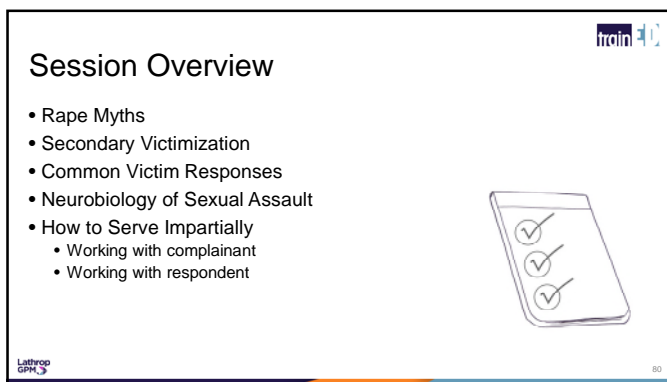 trainED
Session Overview
• Rape Myths
• Secondary Victimization
• Common Victim Responses
• Neurobiology of Sexual Assault
• How to Serve Impartially
• Working with complainant
• Working with respondent
Lathrop
GPM
80